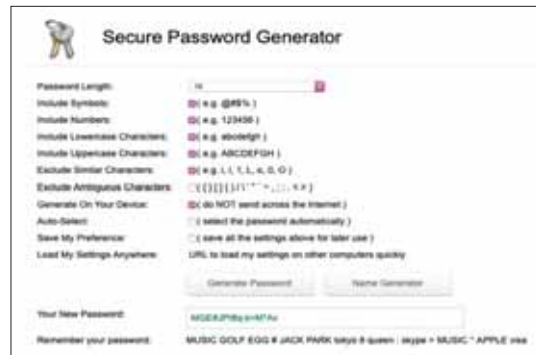 Secure Password Generator
Password Length:
Include Symbols: ( e.g. @#$% )
Include Numbers: ( e.g. 123456 )
Include Lowercase Characters: ( e.g. abcdefgh )
Include Uppercase Characters: ( e.g. ABCDEFGH )
Exclude Similar Characters: ( e.g. i, l, 1, L, o, 0, O )
Exclude Ambiguous Characters:
Generate On Your Device: ( do NOT send across the Internet )
Auto-Select: ( select the password automatically )
Save My Preference: ( save all the settings above for later use )
Load My Settings Anywhere: URL to load my settings on other computers quickly
Generate Password Name Generator
Your New Password:
Remember your password: MUSIC GOLF EGG # JACK PARK tokyo 8 queen : skype > MUSIC * APPLE visa